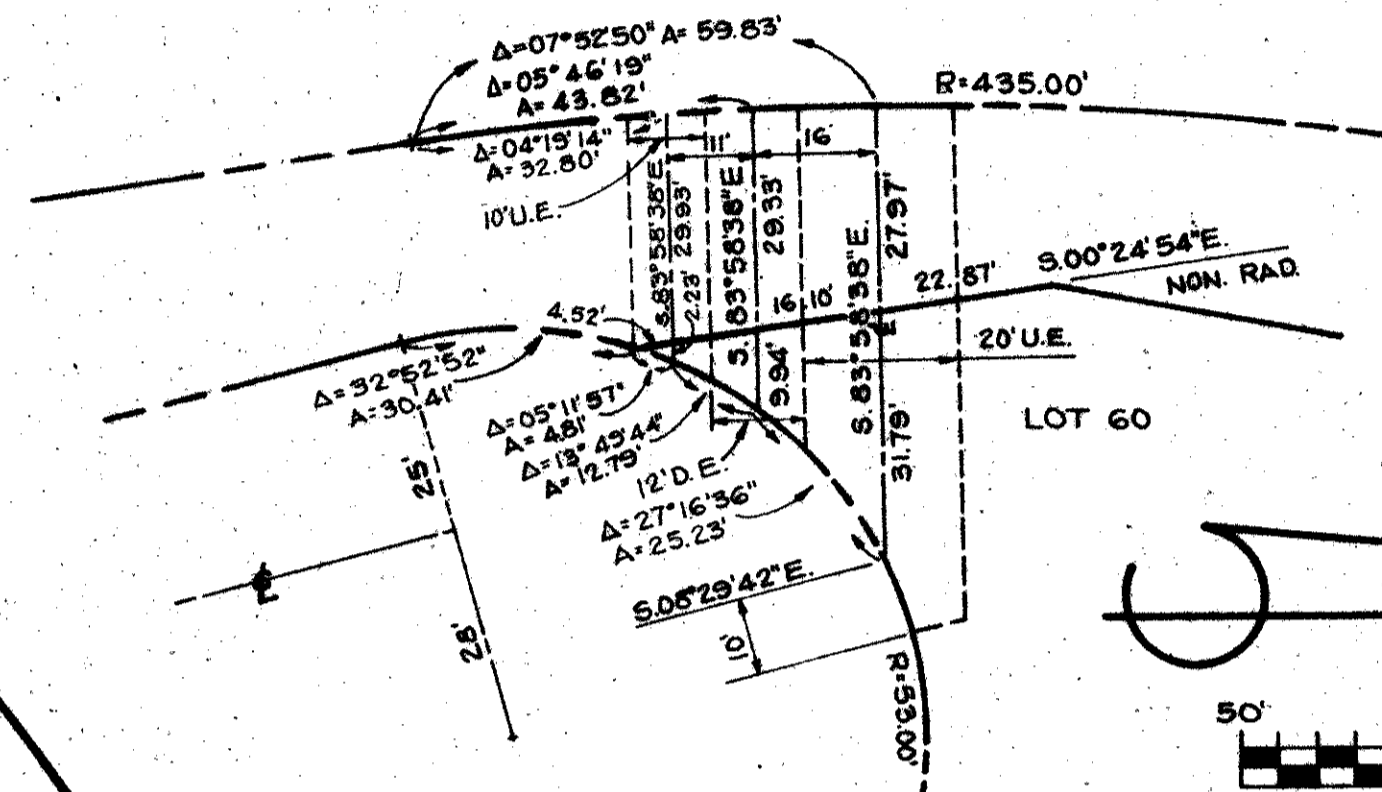 Δ=07°52'50" A= 59.83'
Δ=05°46'19"
A= 43.82'
R=435.00'
Δ=04°19'14"
A= 32.80'
11'
16
10'U.E.
S.83°58'38"E.
29.93'
2.23'
S. 83°58'38"E
29.33'
9.94'
S. 83°58'38"E.
27.97'
31.79'
S.00°24'54"E.
NON. RAD.
22.87'
16
10.
4.52'
20'U.E.
Δ=32°52'52"
A=30.41'
Δ=05°11'57"
A= 4.81'
Δ=13°49'44"
A= 12.79'
12'D.E.
Δ=27°16'36"
A=25.23'
LOT 60
25'
28'
℄
S.08°29'42"E.
10'
R=53.00'
50'